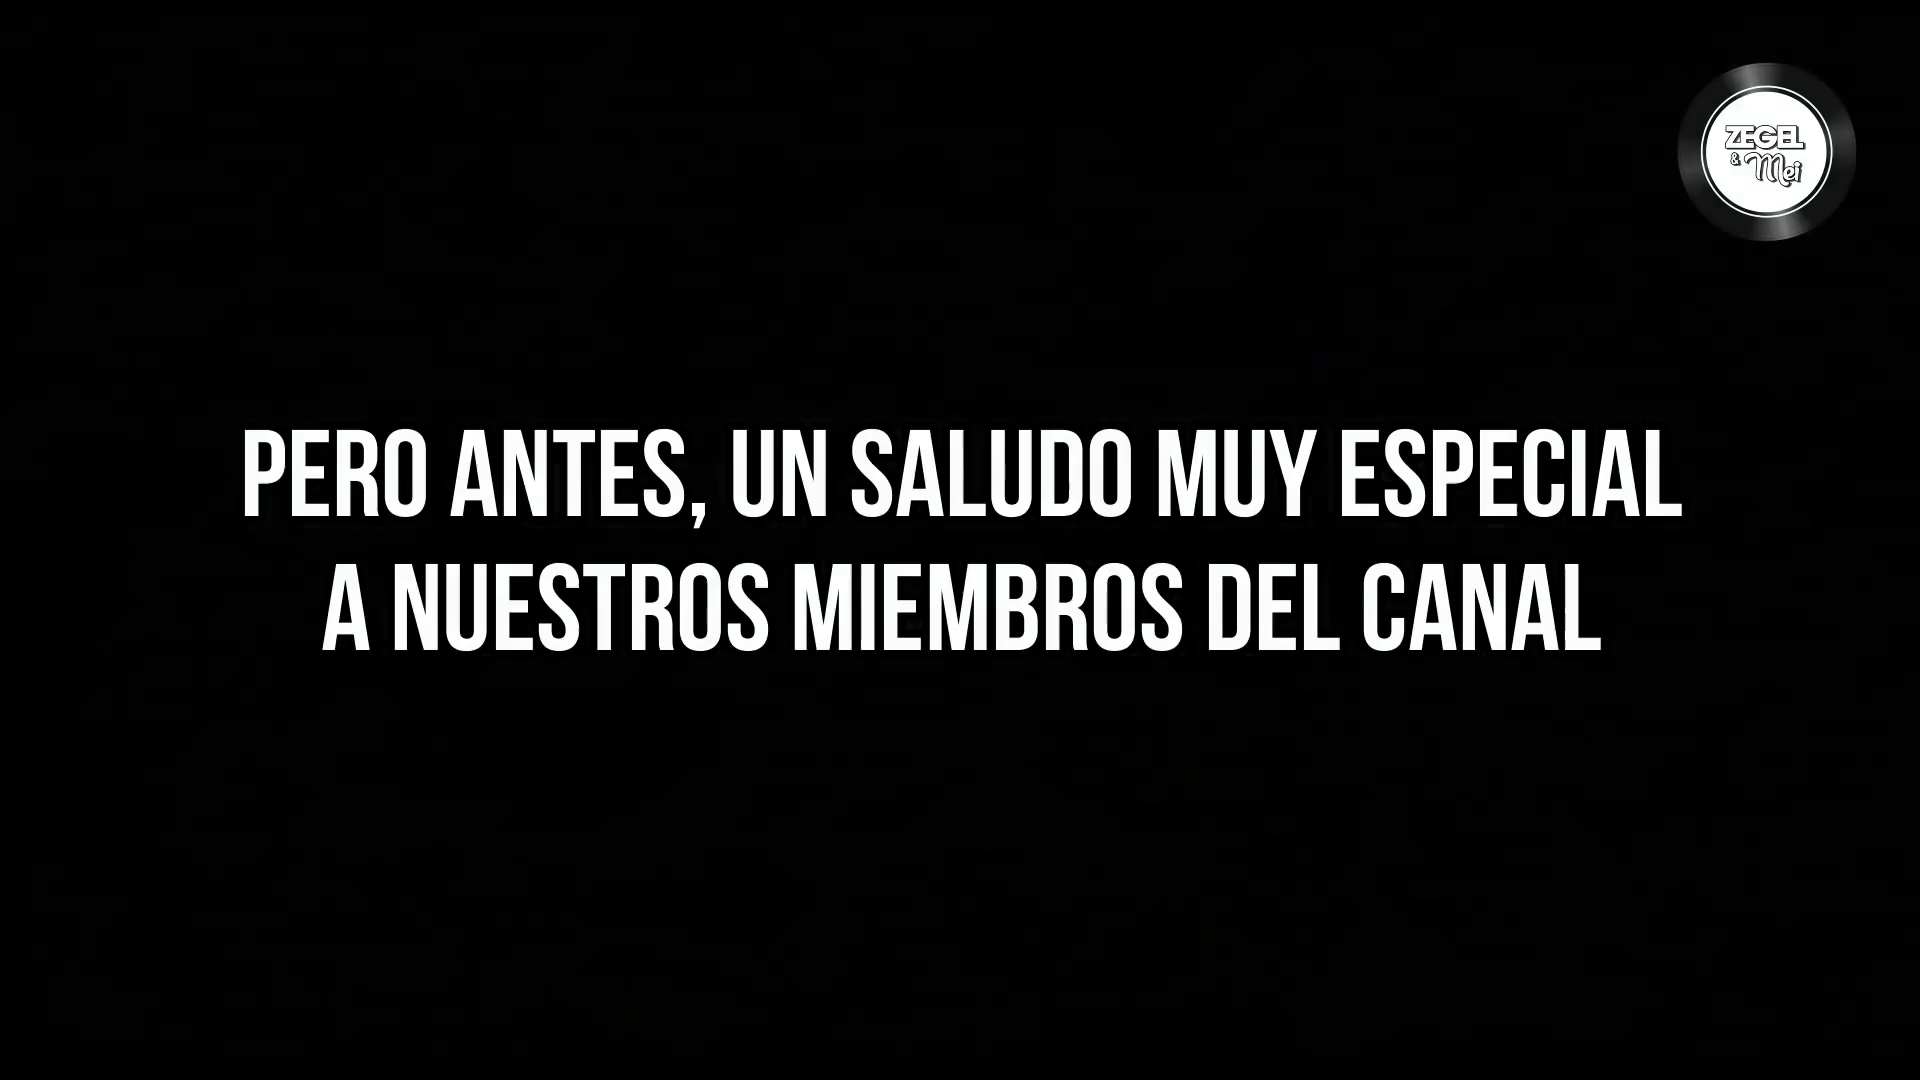 ZEGEL
& Mei
PERO ANTES, UN SALUDO MUY ESPECIAL
A NUESTROS MIEMBROS DEL CANAL